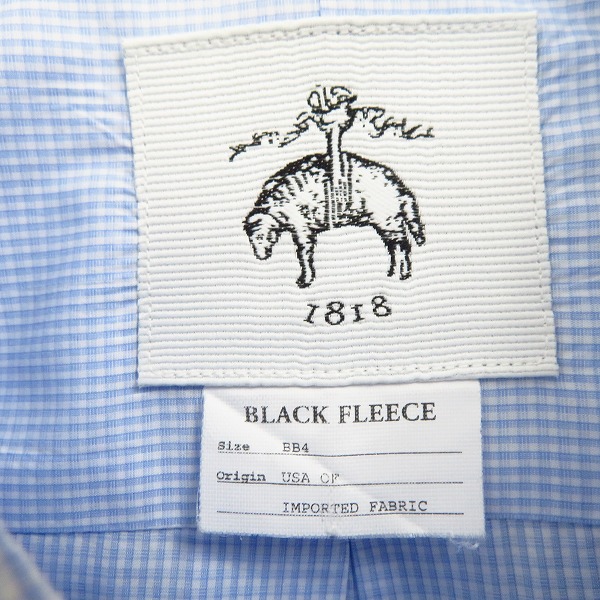 1818
BLACK FLEECE
Size BB4
Origin USA OF
IMPORTED FABRIC